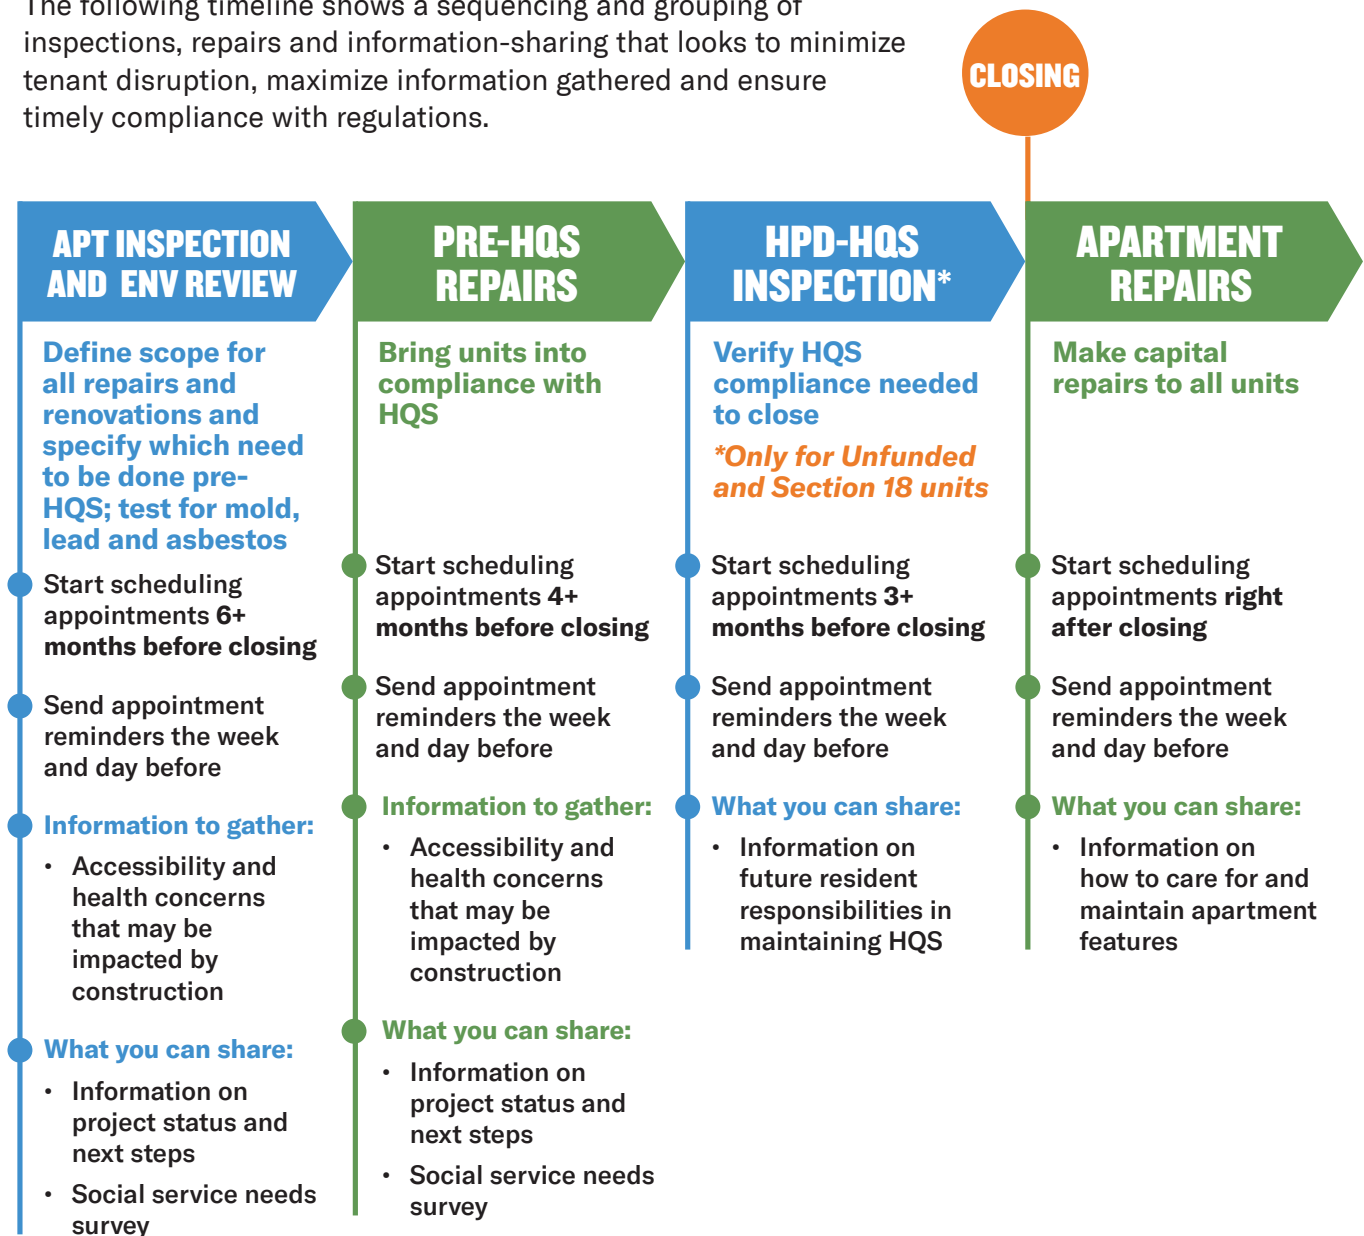 The following timeline shows a sequencing and grouping of
inspections, repairs and information-sharing that looks to minimize
tenant disruption, maximize information gathered and ensure
timely compliance with regulations.
CLOSING
APT INSPECTION
AND ENV REVIEW
Define scope for
all repairs and
renovations and
specify which need
to be done pre-
HQS; test for mold,
lead and asbestos
Start scheduling
appointments 6+
months before closing
Send appointment
reminders the week
and day before
Information to gather:
• Accessibility and
health concerns
that may be
impacted by
construction
What you can share:
• Information on
project status and
next steps
• Social service needs
survey
PRE-HQS
REPAIRS
Bring units into
compliance with
HQS
Start scheduling
appointments 4+
months before closing
Send appointment
reminders the week
and day before
Information to gather:
• Accessibility and
health concerns
that may be
impacted by
construction
What you can share:
• Information on
project status and
next steps
• Social service needs
survey
HPD-HQS
INSPECTION*
Verify HQS
compliance needed
to close
*Only for Unfunded
and Section 18 units
Start scheduling
appointments 3+
months before closing
Send appointment
reminders the week
and day before
What you can share:
• Information on
future resident
responsibilities in
maintaining HQS
APARTMENT
REPAIRS
Make capital
repairs to all units
Start scheduling
appointments right
after closing
Send appointment
reminders the week
and day before
What you can share:
• Information on
how to care for and
maintain apartment
features